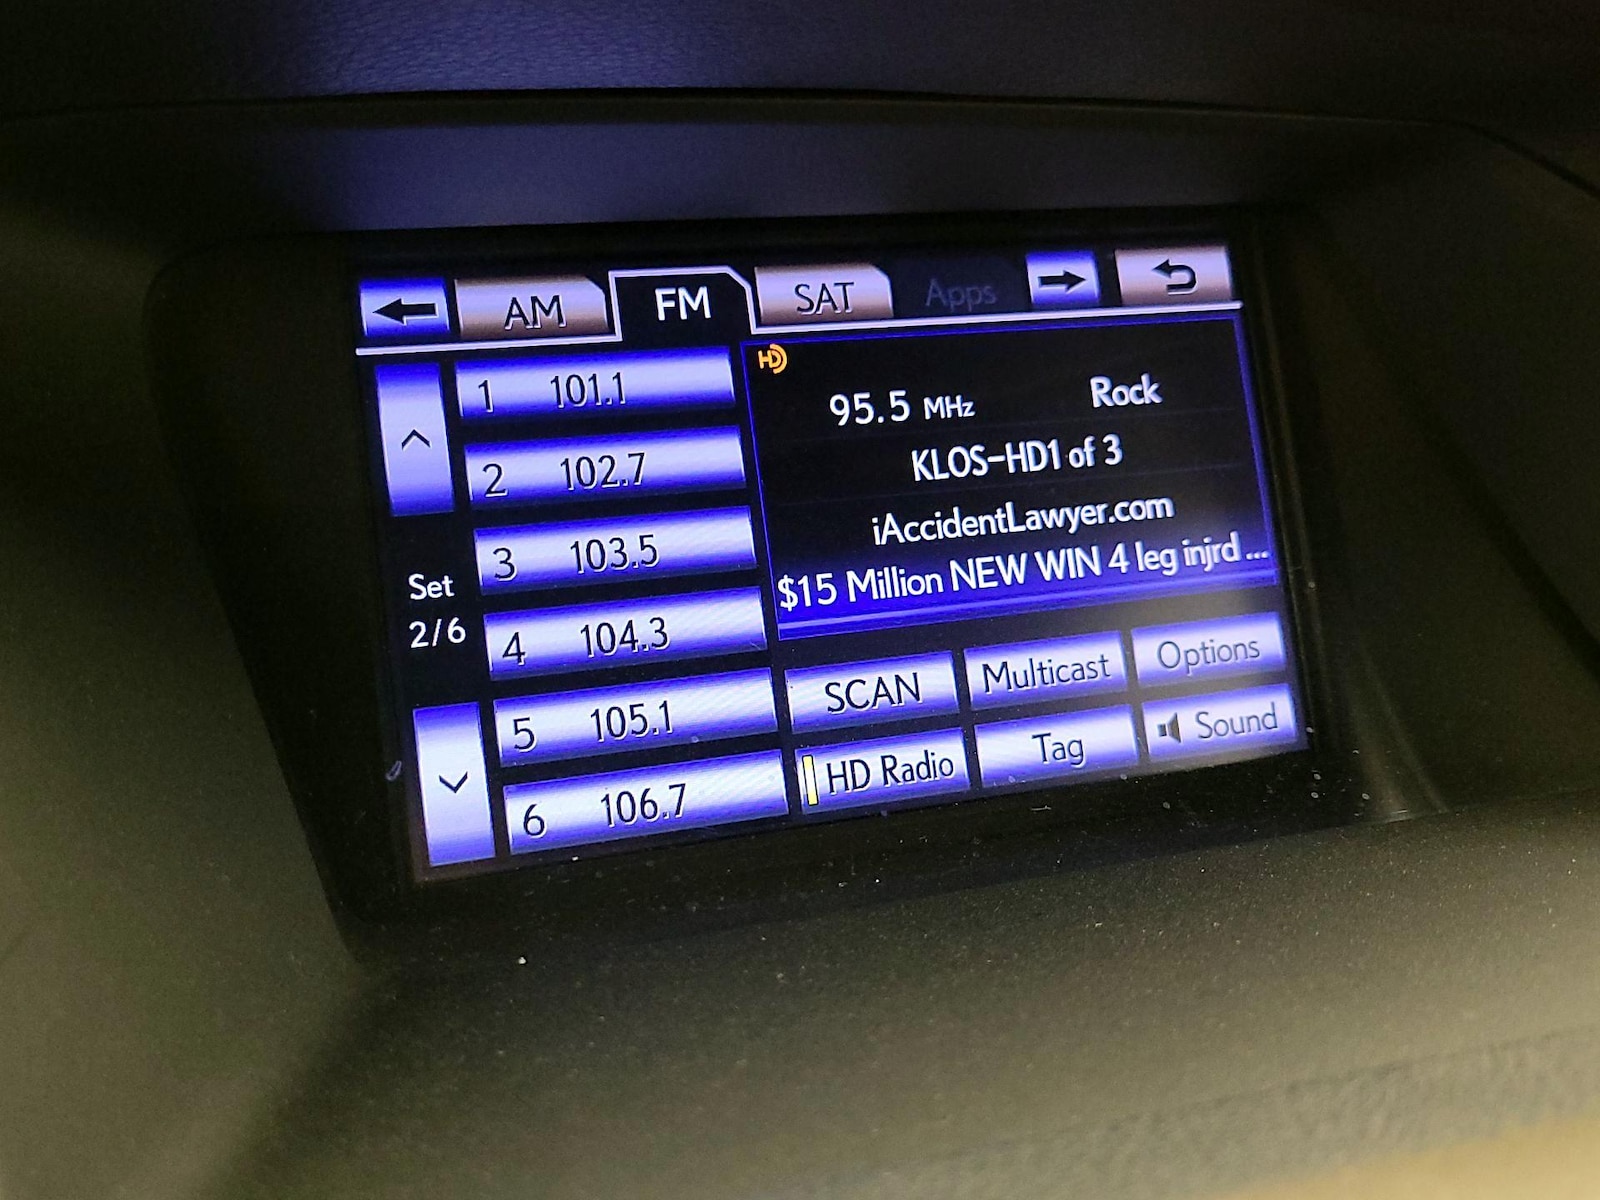 AM FM SAT Apps
HD
1 101.1
2 102.7
3 103.5
4 104.3
5 105.1
6 106.7
Set
2/6
95.5 MHz Rock
KLOS-HD1 of 3
iAccidentLawyer.com
$15 Million NEW WIN 4 leg injrd ...
SCAN Multicast Options
HD Radio Tag Sound